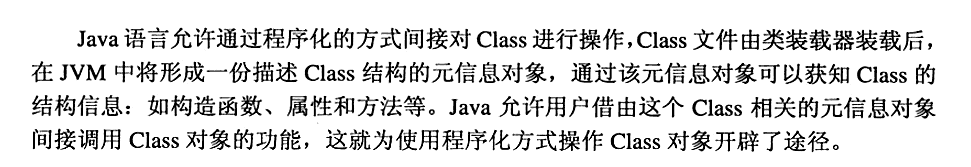 Java 语言允许通过程序化的方式间接对 Class 进行操作，Class 文件由类装载器装载后，
在 JVM 中将形成一份描述 Class 结构的元信息对象，通过该元信息对象可以获知 Class 的
结构信息：如构造函数、属性和方法等。Java 允许用户借由这个 Class 相关的元信息对象
间接调用 Class 对象的功能，这就为使用程序化方式操作 Class 对象开辟了途径。